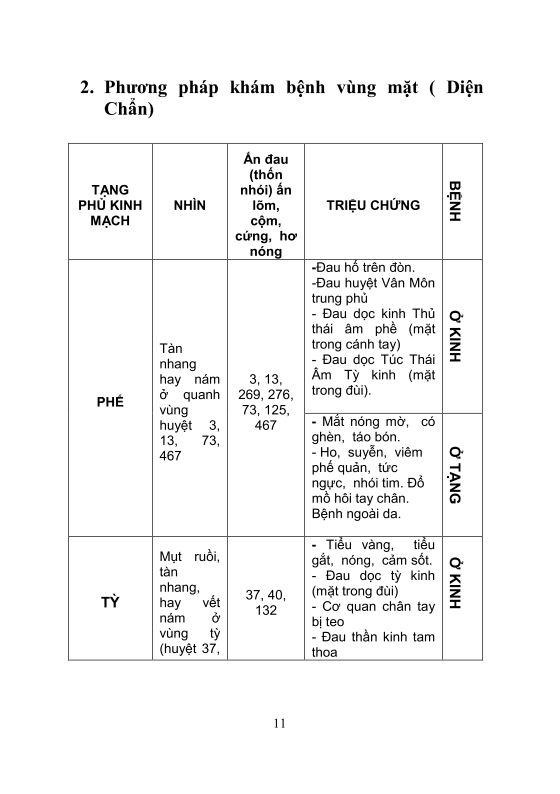 2. Phương pháp khám bệnh vùng mặt ( Diện
Chẩn)
TẠNG
PHỦ KINH
MẠCH
NHÌN
Ấn đau
(thốn
nhói) ấn
lõm,
cộm,
cứng, hơ
nóng
TRIỆU CHỨNG
BỆNH
PHẾ
Tàn
nhang
hay nám
ở quanh
vùng
huyệt 3,
13, 73,
467
3, 13,
269, 276,
73, 125,
467
-Đau hố trên đòn.
-Đau huyệt Vân Môn
trung phủ
- Đau dọc kinh Thủ
thái âm phề (mặt
trong cánh tay)
- Đau dọc Túc Thái
Âm Tỳ kinh (mặt
trong đùi).
Ở KINH
- Mắt nóng mờ, có
ghèn, táo bón.
- Ho, suyễn, viêm
phế quản, tức
ngực, nhói tim. Đổ
mồ hôi tay chân.
Bệnh ngoài da.
Ở TẠNG
TỲ
Mụt ruồi,
tàn
nhang,
hay vết
nám ở
vùng tỳ
(huyệt 37,
37, 40,
132
- Tiểu vàng, tiểu
gắt, nóng, cảm sốt.
- Đau dọc tỳ kinh
(mặt trong đùi)
- Cơ quan chân tay
bị teo
- Đau thần kinh tam
thoa
Ở KINH
11